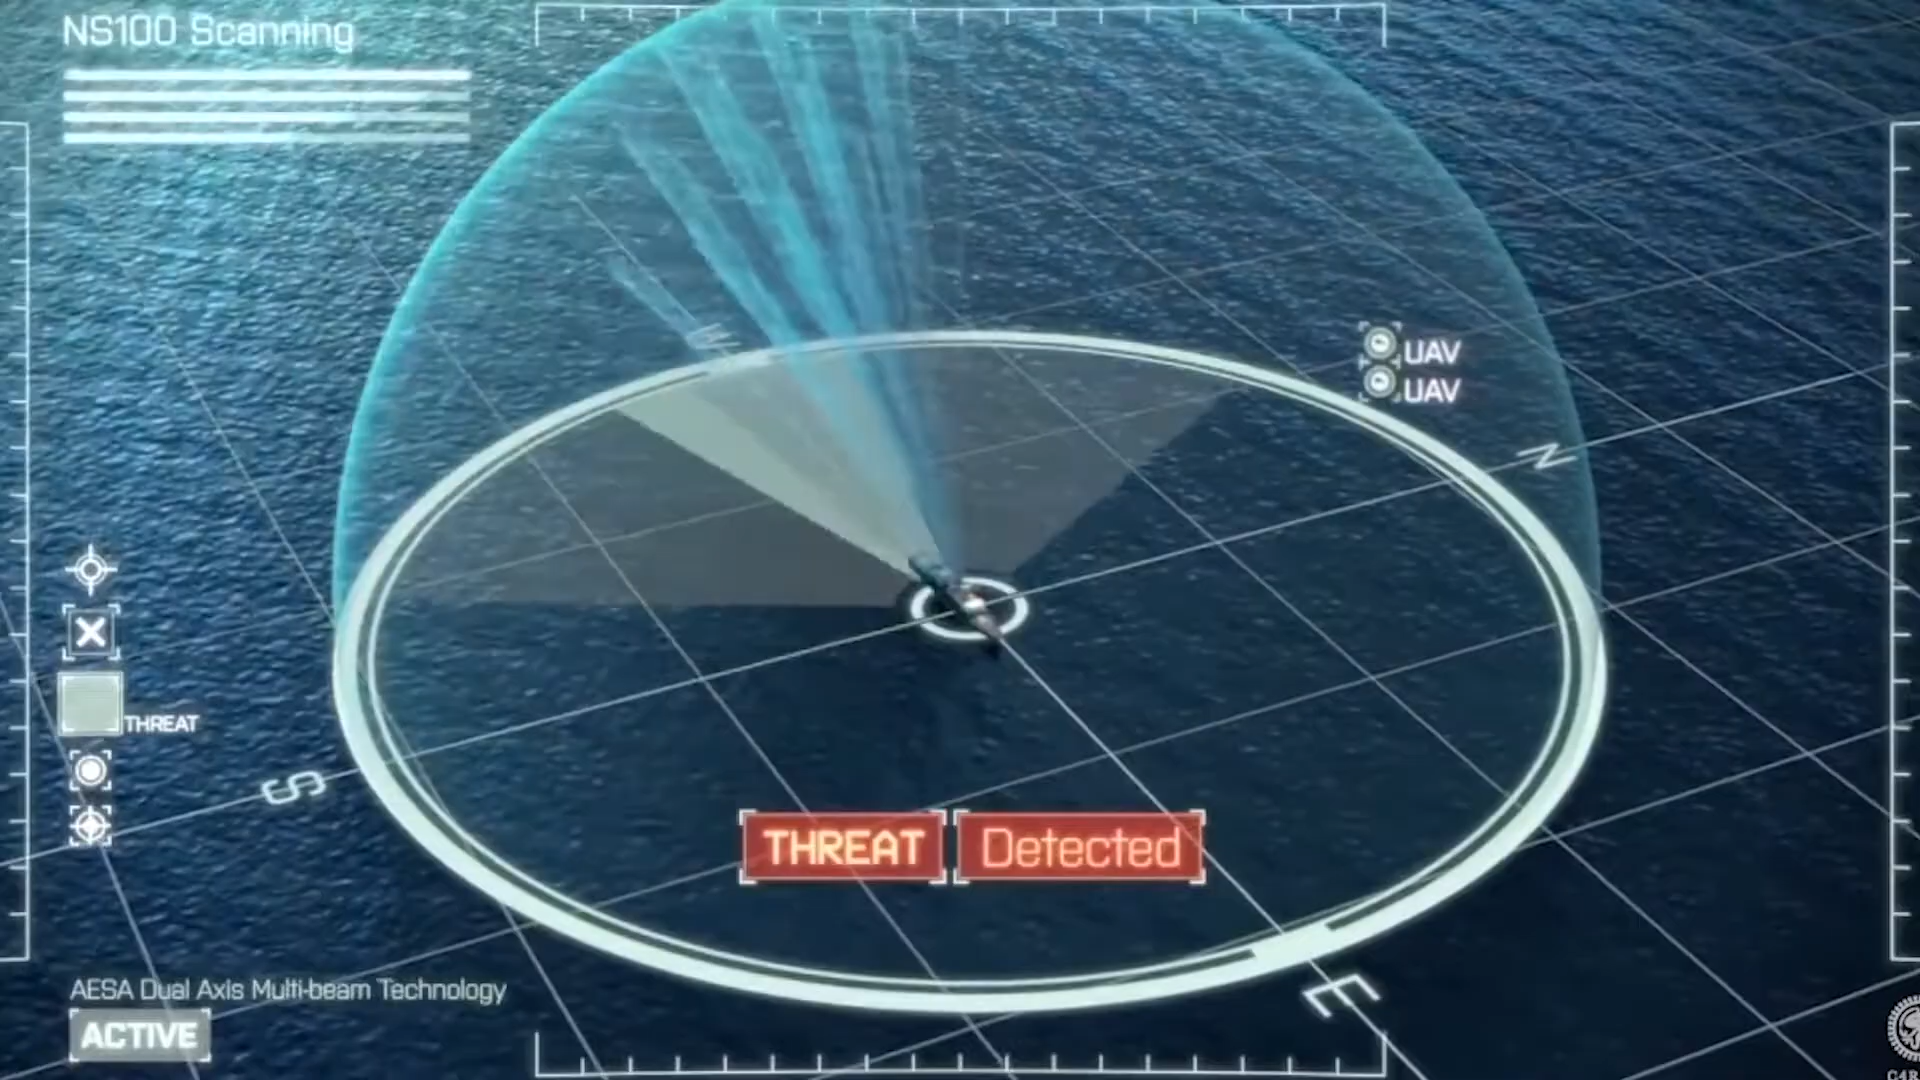 NS100 Scanning
UAV
UAV
W
N
THREAT
S
THREAT Detected
E
AESA Dual Axis Multi-beam Technology
ACTIVE